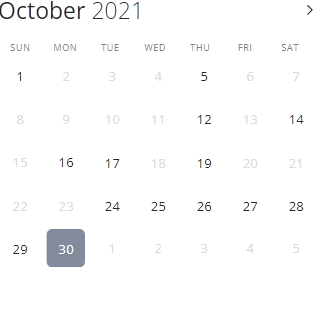 October 2021
SUN MON TUE WED THU FRI SAT
1 2 3 4 5 6 7
8 9 10 11 12 13 14
15 16 17 18 19 20 21
22 23 24 25 26 27 28
29 30 1 2 3 4 5